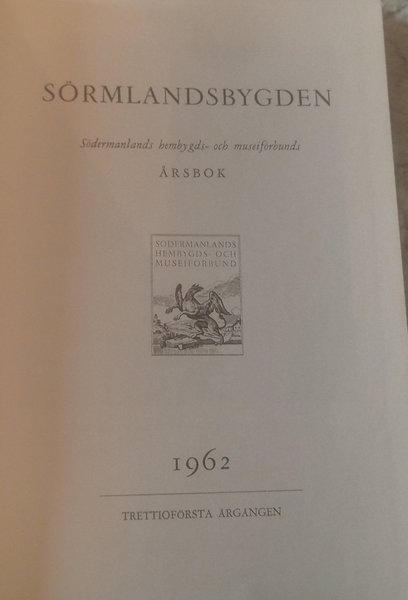 SÖRMLANDSBYGDEN
Södermanlands hembygds- och museiförbunds
ÅRSBOK
SÖDERMANLANDS
HEMBYGDS- OCH
MUSEIFÖRBUND
1962
TRETTIOFÖRSTA ÅRGÅNGEN